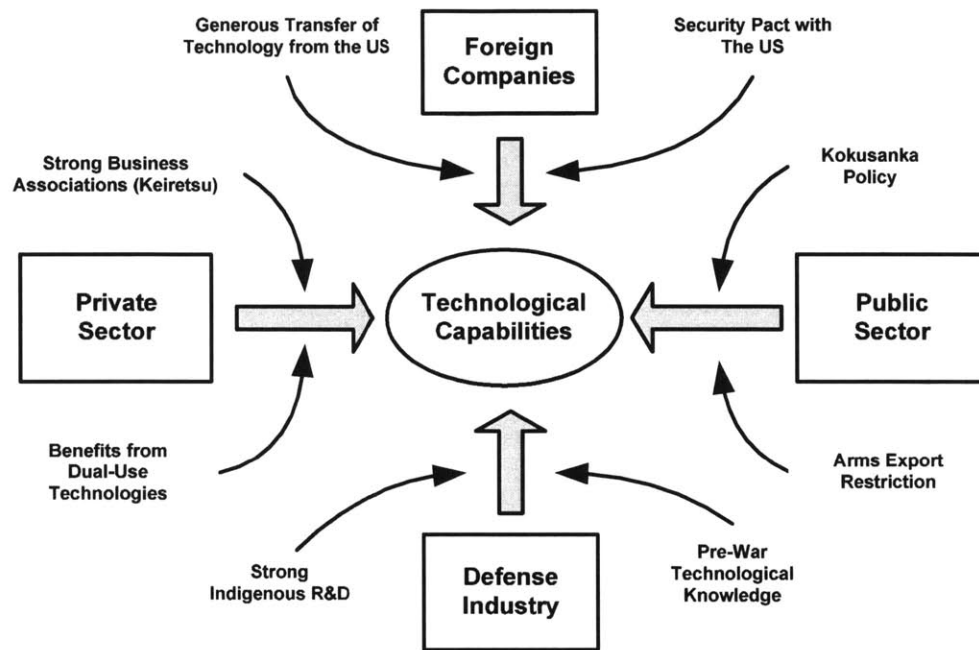 Generous Transfer of
Technology from the US
Foreign
Companies
Security Pact with
The US
Strong Business
Associations (Keiretsu)
Kokusanka
Policy
Private
Sector
Technological
Capabilities
Public
Sector
Benefits from
Dual-Use
Technologies
Arms Export
Restriction
Strong
Indigenous R&D
Defense
Industry
Pre-War
Technological
Knowledge